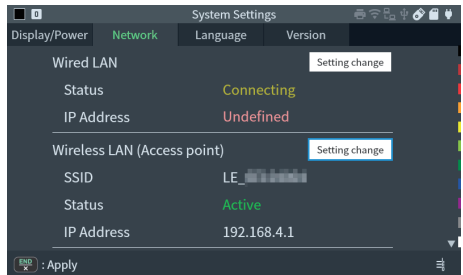 0 System Settings
Display/Power Network Language Version
Wired LAN Setting change
Status Connecting
IP Address Undefined
Wireless LAN (Access point) Setting change
SSID LE_
Status Active
IP Address 192.168.4.1
END × : Apply